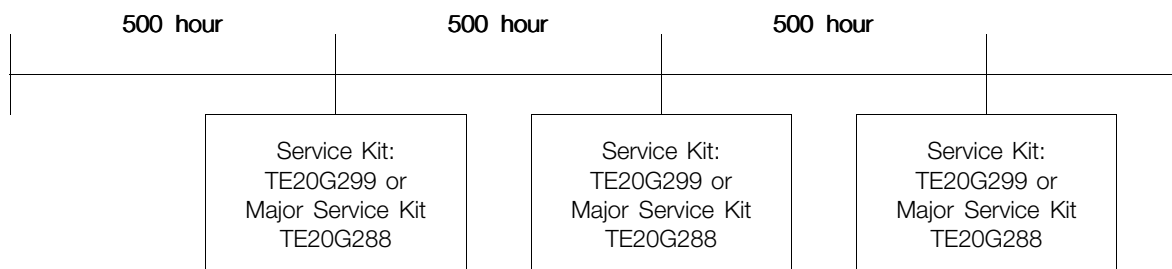 500 hour 500 hour 500 hour
Service Kit:
TE20G299 or
Major Service Kit
TE20G288
Service Kit:
TE20G299 or
Major Service Kit
TE20G288
Service Kit:
TE20G299 or
Major Service Kit
TE20G288